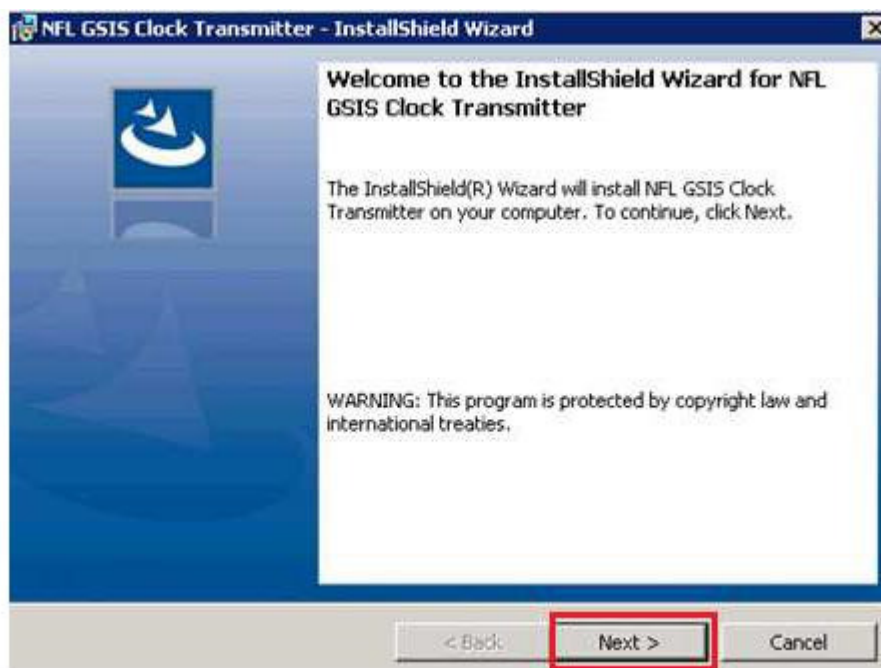 NFL GSIS Clock Transmitter - InstallShield Wizard
Welcome to the InstallShield Wizard for NFL
GSIS Clock Transmitter
The InstallShield(R) Wizard will install NFL GSIS Clock
Transmitter on your computer. To continue, click Next.
WARNING: This program is protected by copyright law and
international treaties.
< Back
Next >
Cancel